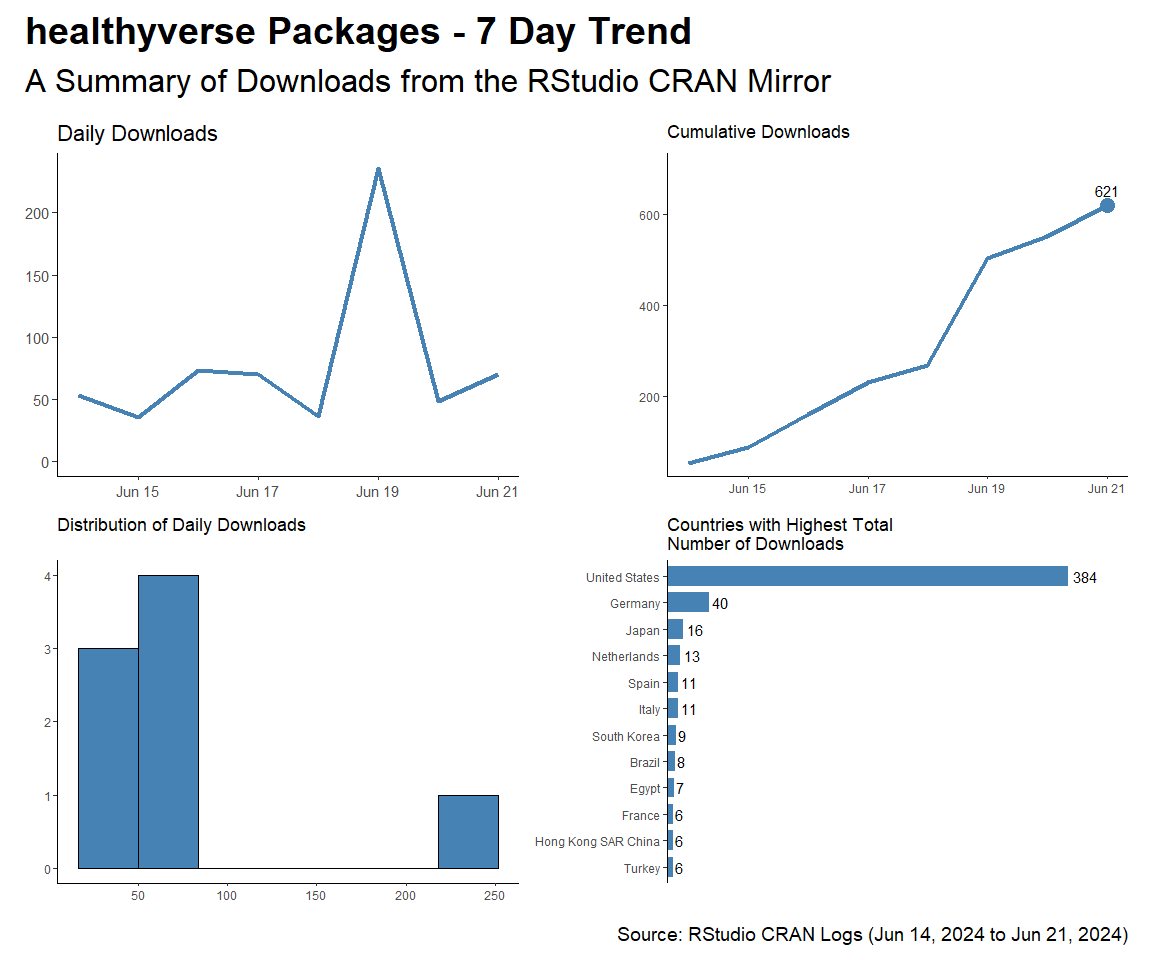 healthyverse Packages - 7 Day Trend
A Summary of Downloads from the RStudio CRAN Mirror
Daily Downloads
200
150
100
50
0
Jun 15 Jun 17 Jun 19 Jun 21
Cumulative Downloads
621
600
400
200
Jun 15 Jun 17 Jun 19 Jun 21
Distribution of Daily Downloads
4
3
2
1
0
50 100 150 200 250
Countries with Highest Total
Number of Downloads
United States 384
Germany 40
Japan 16
Netherlands 13
Spain 11
Italy 11
South Korea 9
Brazil 8
Egypt 7
France 6
Hong Kong SAR China 6
Turkey 6
Source: RStudio CRAN Logs (Jun 14, 2024 to Jun 21, 2024)